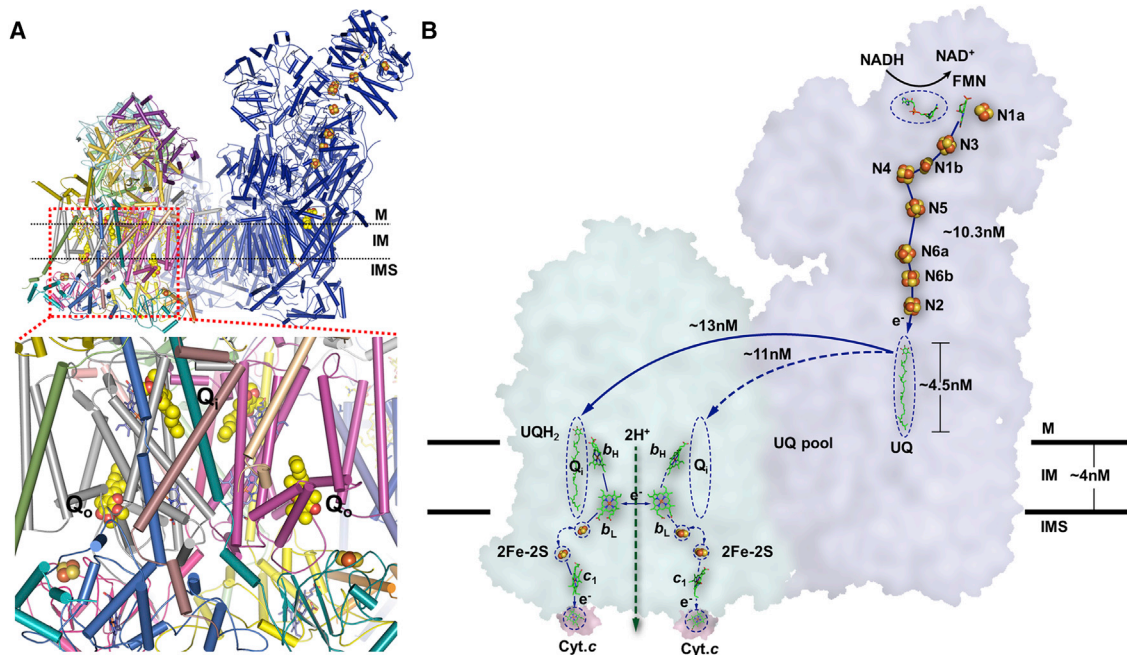 A
M
IM
IMS
Qi
Qo
Qo
B
NADH
NAD+
FMN
N1a
N3
N1b
N4
N5
~10.3nM
N6a
N6b
N2
e-
~13nM
~11nM
~4.5nM
UQH2
2H+
UQ pool
UQ
M
bH
bH
Qi
Qi
IM
~4nM
e-
bL
bL
IMS
2Fe-2S
2Fe-2S
c1
c1
e-
e-
Cyt.c
Cyt.c